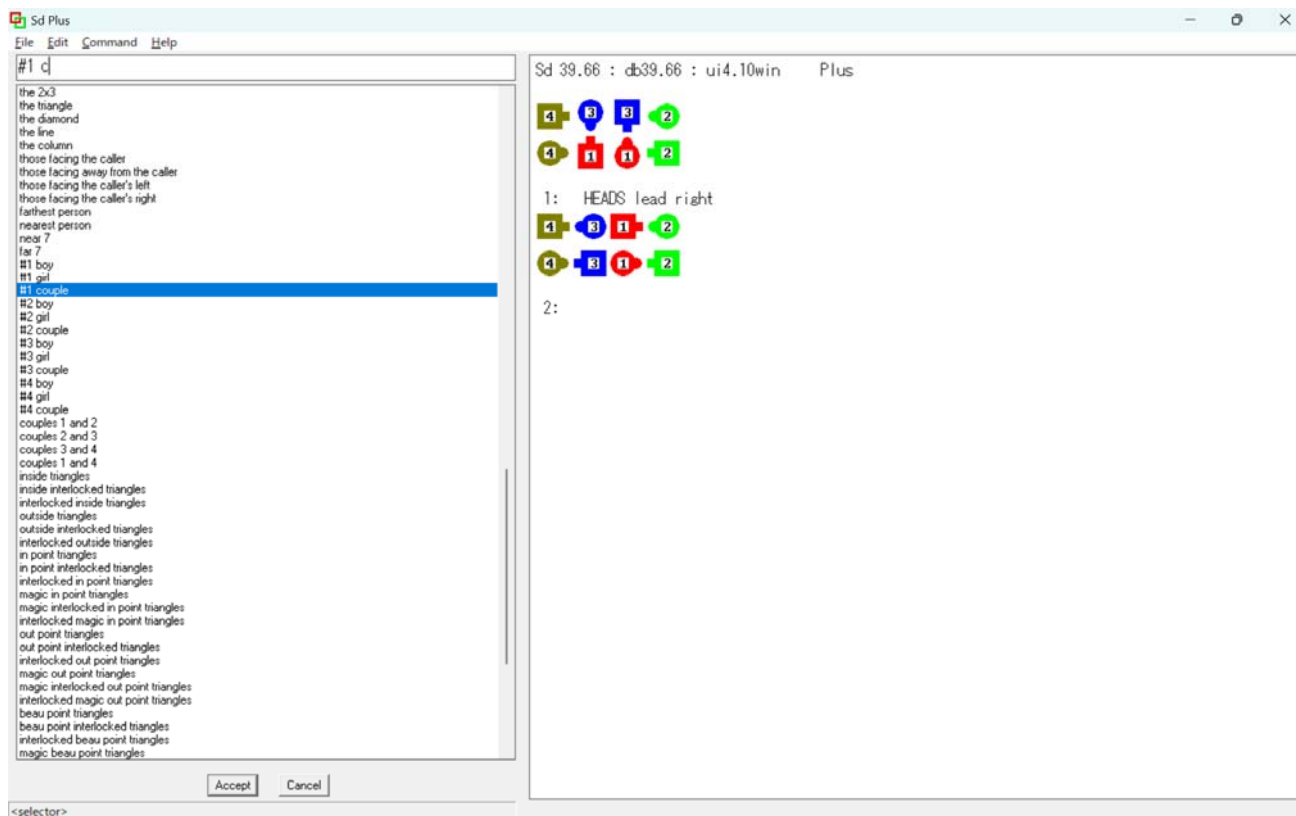 Sd Plus
File Edit Command Help
#1 c
the 2x3
the triangle
the diamond
the line
the column
those facing the caller
those facing away from the caller
those facing the caller's left
those facing the caller's right
farthest person
nearest person
near 7
far 7
#1 boy
#1 girl
#1 couple
#2 boy
#2 girl
#2 couple
#3 boy
#3 girl
#3 couple
#4 boy
#4 girl
#4 couple
couples 1 and 2
couples 2 and 3
couples 3 and 4
couples 1 and 4
inside triangles
inside interlocked triangles
interlocked inside triangles
outside triangles
outside interlocked triangles
interlocked outside triangles
in point triangles
in point interlocked triangles
interlocked in point triangles
magic in point triangles
magic interlocked in point triangles
interlocked magic in point triangles
out point triangles
out point interlocked triangles
interlocked out point triangles
magic out point triangles
magic interlocked out point triangles
interlocked magic out point triangles
beau point triangles
beau point interlocked triangles
interlocked beau point triangles
magic beau point triangles
Accept Cancel
<selector>
Sd 39.66 : db39.66 : ui4.10win Plus
4 3 3 2
4 1 1 2
1: HEADS lead right
4 3 1 2
4 3 1 2
2: